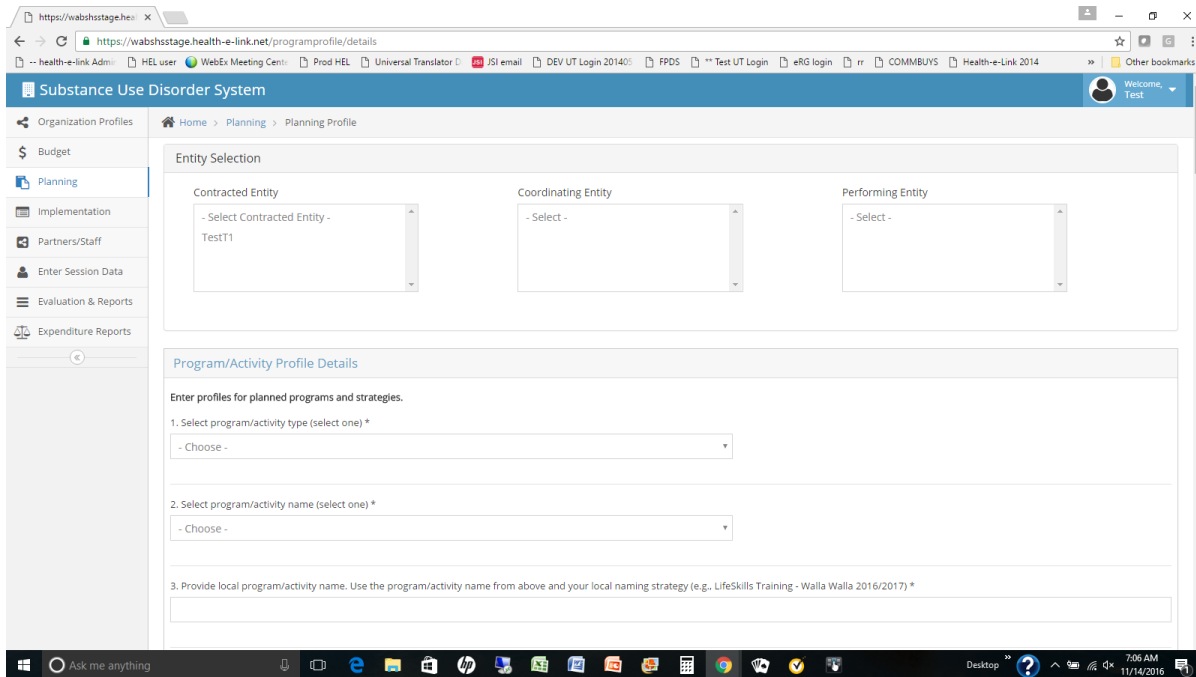 https://wabshsstage.heal
https://wabshsstage.health-e-link.net/programprofile/details
-- health-e-link Admi HEL user WebEx Meeting Cente Prod HEL Universal Translator D JSI JSI email DEV UT Login 201405 FPDS ** Test UT Login eRG login rr COMMBUYS Health-e-Link 2014 » Other bookmarks
Substance Use Disorder System
Welcome,
Test
Organization Profiles
Budget
Planning
Implementation
Partners/Staff
Enter Session Data
Evaluation & Reports
Expenditure Reports
Home > Planning > Planning Profile
Entity Selection
Contracted Entity
- Select Contracted Entity -
TestT1
Coordinating Entity
- Select -
Performing Entity
- Select -
Program/Activity Profile Details
Enter profiles for planned programs and strategies.
1. Select program/activity type (select one) *
- Choose -
2. Select program/activity name (select one) *
- Choose -
3. Provide local program/activity name. Use the program/activity name from above and your local naming strategy (e.g., LifeSkills Training - Walla Walla 2016/2017) *
Ask me anything
Desktop »
7:06 AM
11/14/2016